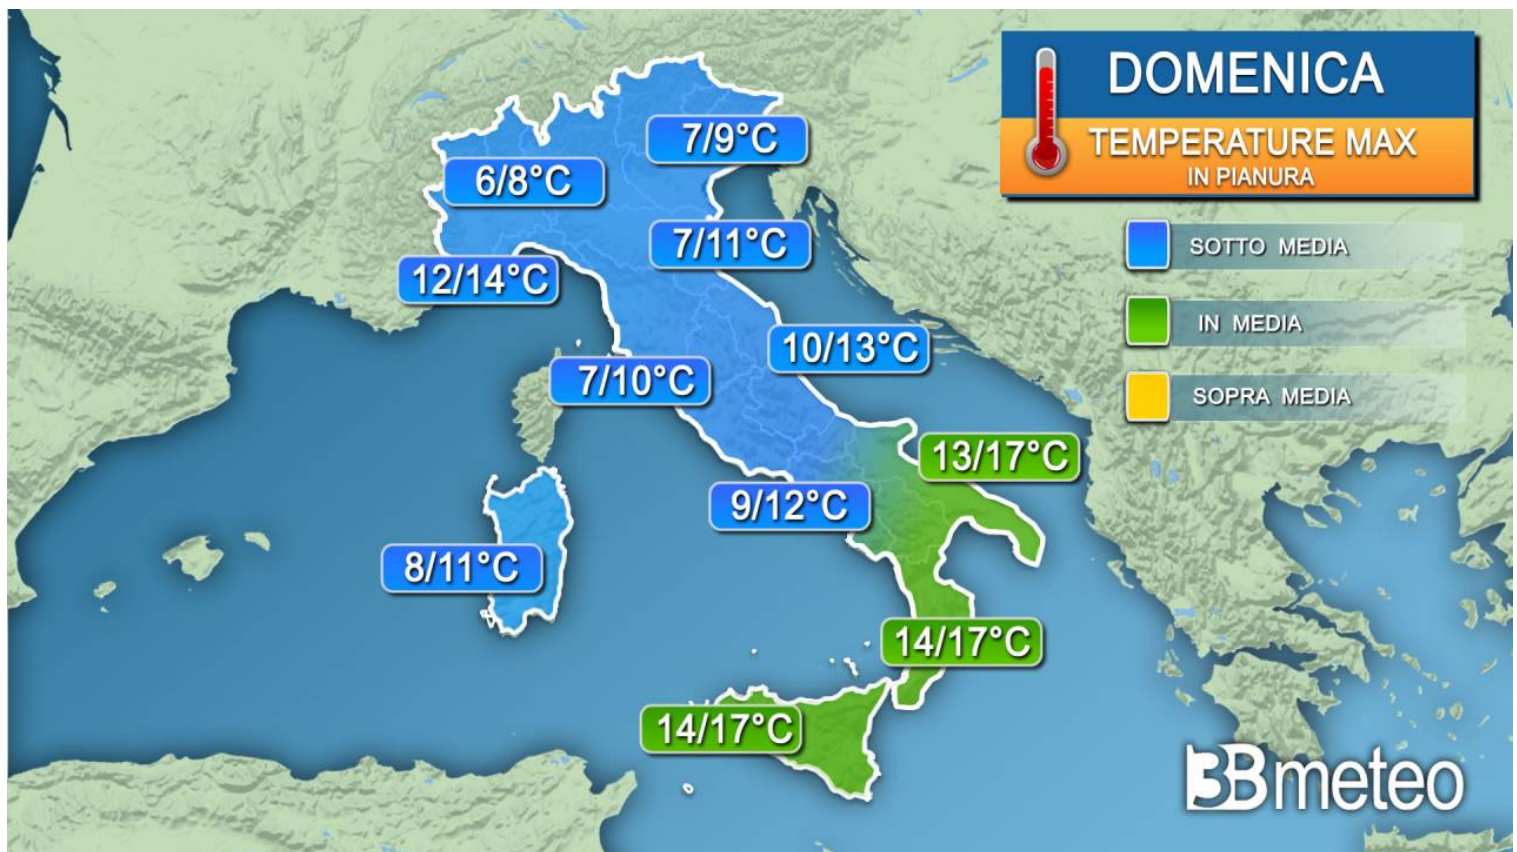 DOMENICA
TEMPERATURE MAX
IN PIANURA
7/9°C
6/8°C
7/11°C
SOTTO MEDIA
12/14°C
IN MEDIA
10/13°C
7/10°C
SOPRA MEDIA
13/17°C
9/12°C
8/11°C
14/17°C
14/17°C
3Bmeteo